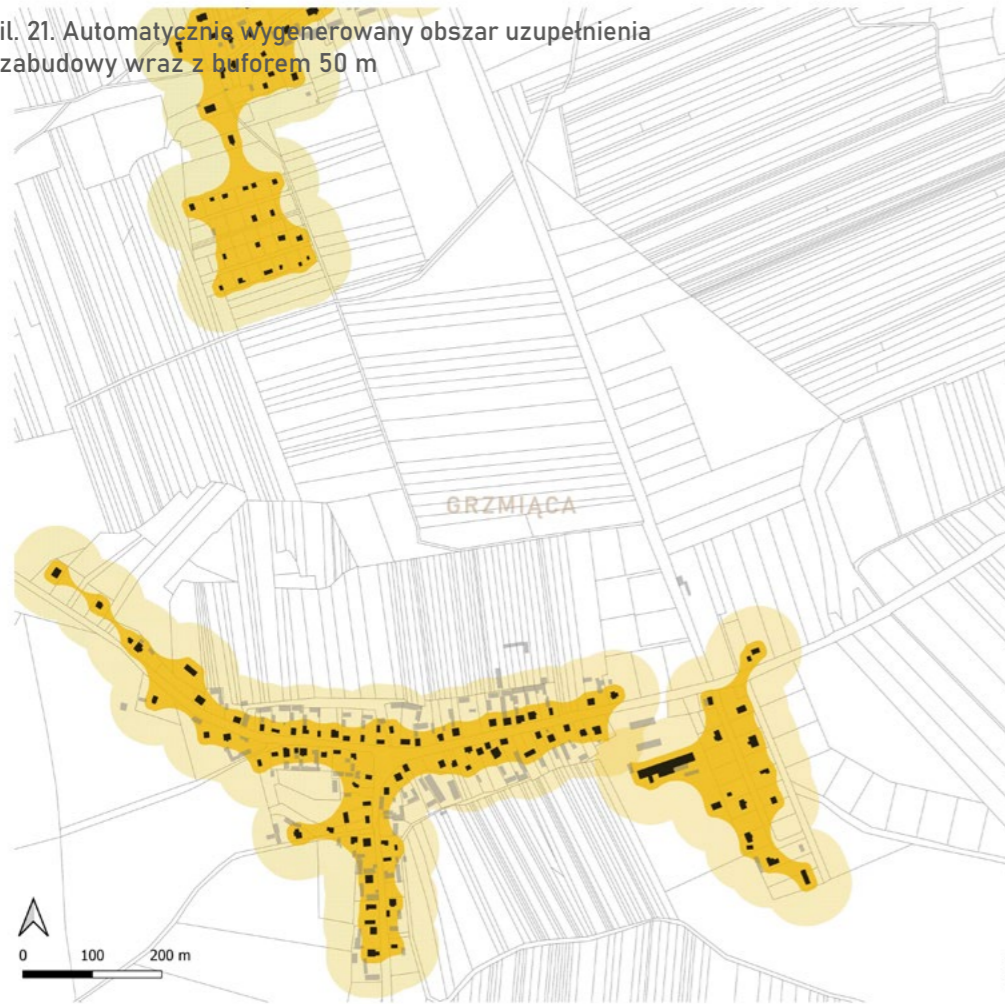 il. 21. Automatycznie wygenerowany obszar uzupełnienia
zabudowy wraz z buforem 50 m
GRZMIĄCA
0 100 200 m